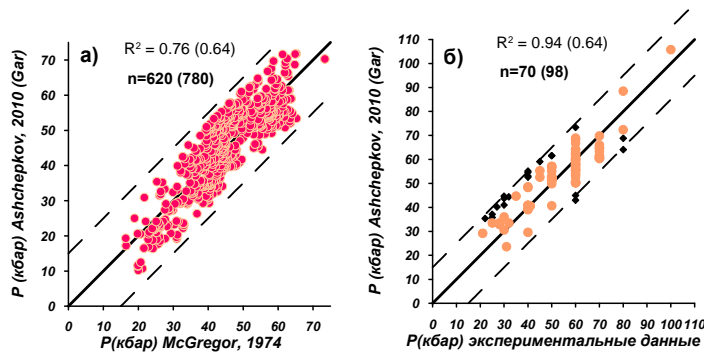 а)
R² = 0.76 (0.64)
n=620 (780)
P (кбар) Ashchepkov, 2010 (Gar)
70
60
50
40
30
20
10
0
0 10 20 30 40 50 60 70
P(кбар) McGregor, 1974
б)
R² = 0.94 (0.64)
n=70 (98)
P (кбар) Ashchepkov, 2010 (Gar)
110
100
90
80
70
60
50
40
30
20
10
0
0 10 20 30 40 50 60 70 80 90 100 110
P(кбар) экспериментальные данные